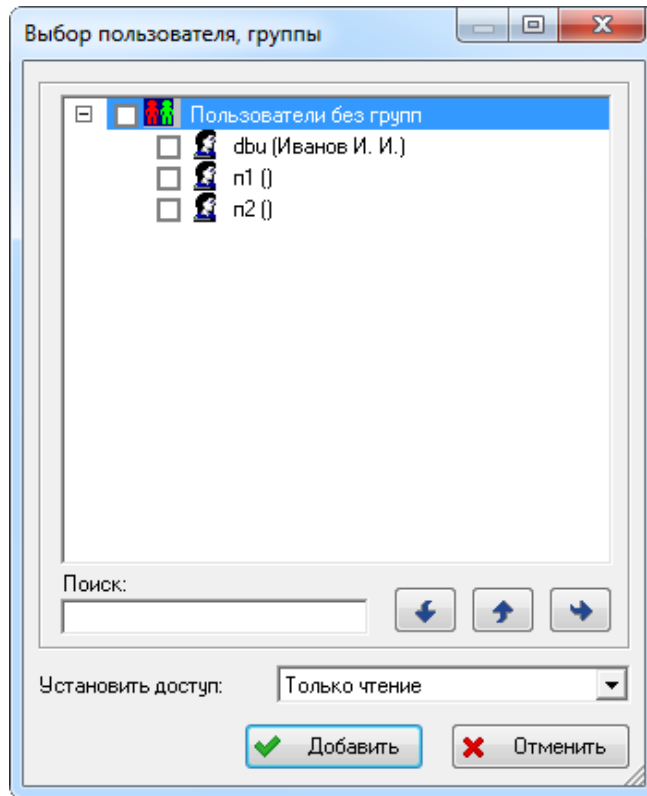 Выбор пользователя, группы
Пользователи без групп
dbu (Иванов И. И.)
п1 ()
п2 ()
Поиск:
Установить доступ: Только чтение
Добавить Отменить